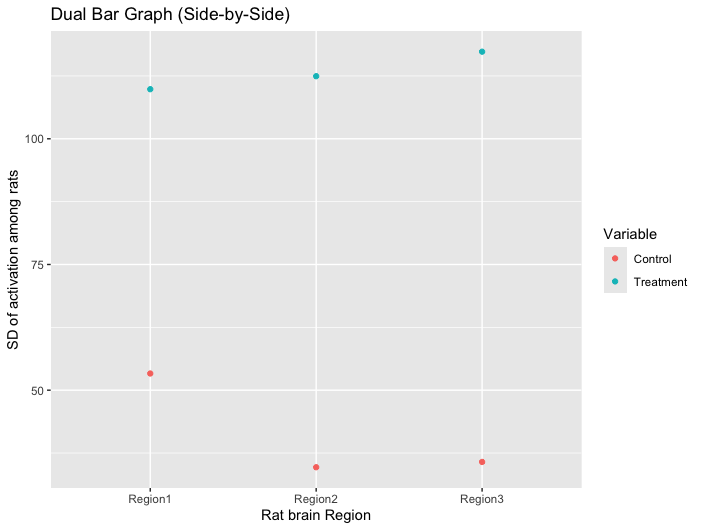 Dual Bar Graph (Side-by-Side)
100
75
50
SD of activation among rats
Region1
Region2
Region3
Rat brain Region
Variable
Control
Treatment